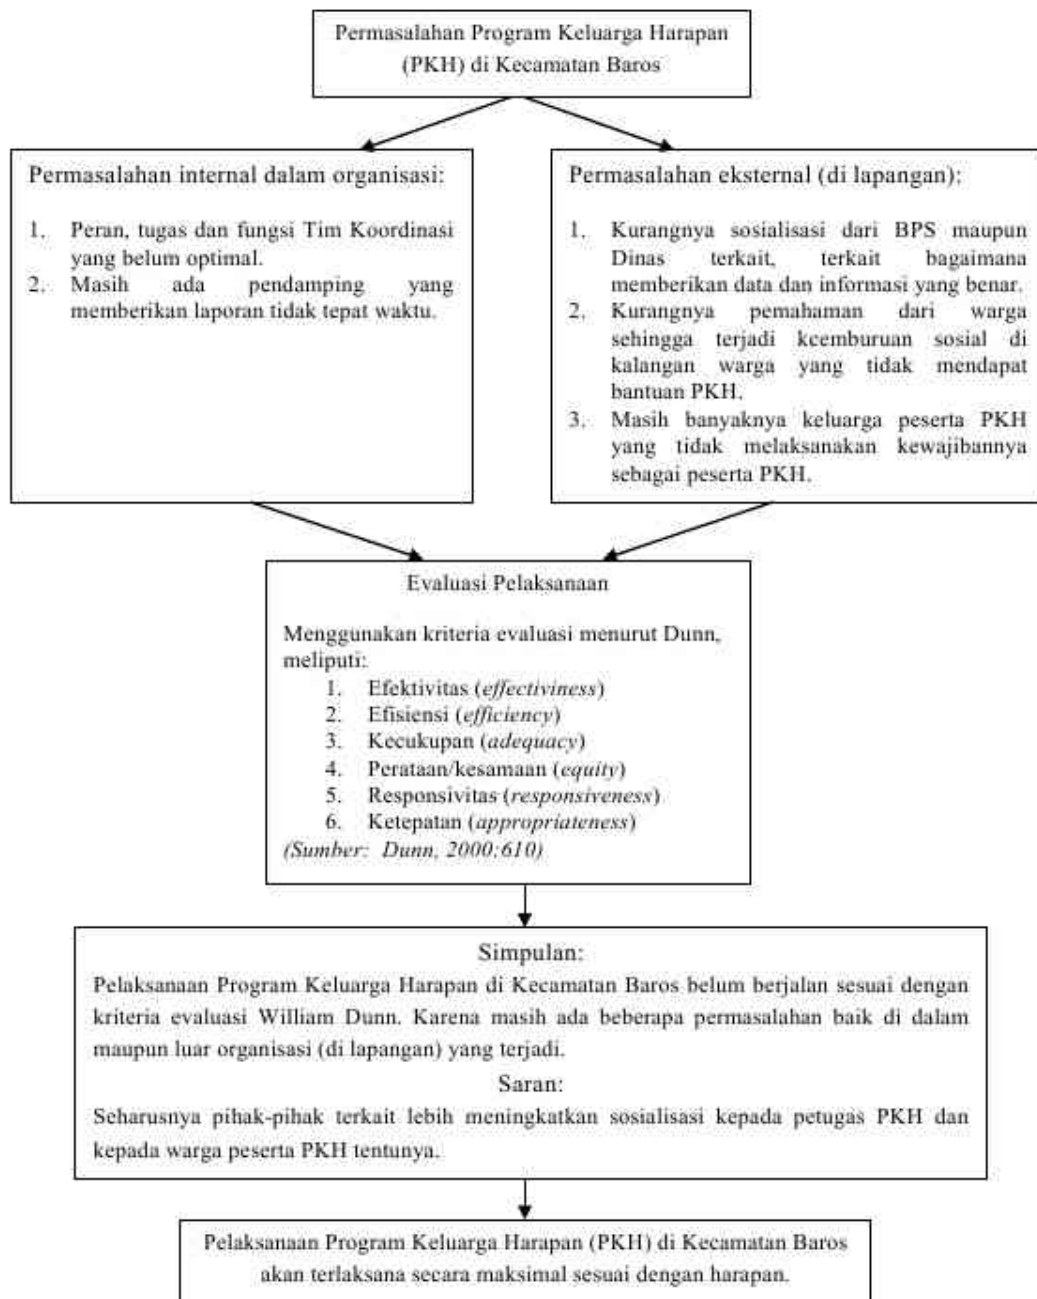 Permasalahan Program Keluarga Harapan
(PKH) di Kecamatan Baros
Permasalahan internal dalam organisasi:
1. Peran, tugas dan fungsi Tim Koordinasi
yang belum optimal.
2. Masih ada pendamping yang
memberikan laporan tidak tepat waktu.
Permasalahan eksternal (di lapangan):
1. Kurangnya sosialisasi dari BPS maupun
Dinas terkait, terkait bagaimana
memberikan data dan informasi yang benar.
2. Kurangnya pemahaman dari warga
sehingga terjadi kcemburuan sosial di
kalangan warga yang tidak mendapat
bantuan PKH.
3. Masih banyaknya keluarga peserta PKH
yang tidak melaksanakan kewajibannya
sebagai peserta PKH.
Evaluasi Pelaksanaan
Menggunakan kriteria evaluasi menurut Dunn,
meliputi:
1. Efektivitas (effectiviness)
2. Efisiensi (efficiency)
3. Kecukupan (adequacy)
4. Perataan/kesamaan (equity)
5. Responsivitas (responsiveness)
6. Ketepatan (appropriateness)
(Sumber: Dunn, 2000:610)
Simpulan:
Pelaksanaan Program Keluarga Harapan di Kecamatan Baros belum berjalan sesuai dengan
kriteria evaluasi William Dunn. Karena masih ada beberapa permasalahan baik di dalam
maupun luar organisasi (di lapangan) yang terjadi.
Saran:
Seharusnya pihak-pihak terkait lebih meningkatkan sosialisasi kepada petugas PKH dan
kepada warga peserta PKH tentunya.
Pelaksanaan Program Keluarga Harapan (PKH) di Kecamatan Baros
akan terlaksana secara maksimal sesuai dengan harapan.